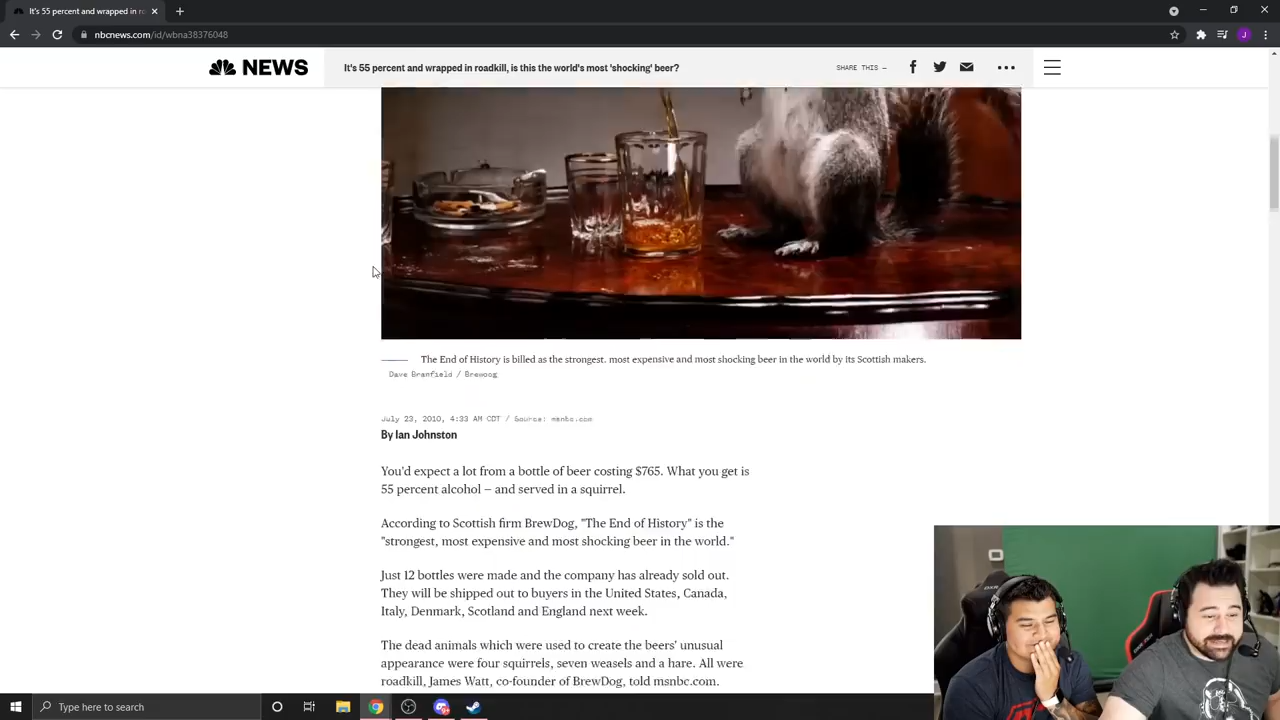 It's 55 percent and wrapped in ro
nbcnews.com/id/wbna38376048
J
NEWS
It's 55 percent and wrapped in roadkill, is this the world's most 'shocking' beer?
SHARE THIS —
The End of History is billed as the strongest. most expensive and most shocking beer in the world by its Scottish makers.
Dave Bramfield / Brewdog
July 23, 2010, 4:33 AM CDT / Source: msnbc.com
By Ian Johnston
You'd expect a lot from a bottle of beer costing $765. What you get is
55 percent alcohol — and served in a squirrel.
According to Scottish firm BrewDog, "The End of History" is the
"strongest, most expensive and most shocking beer in the world."
Just 12 bottles were made and the company has already sold out.
They will be shipped out to buyers in the United States, Canada,
Italy, Denmark, Scotland and England next week.
The dead animals which were used to create the beers' unusual
appearance were four squirrels, seven weasels and a hare. All were
roadkill, James Watt, co-founder of BrewDog, told msnbc.com.
Type here to search